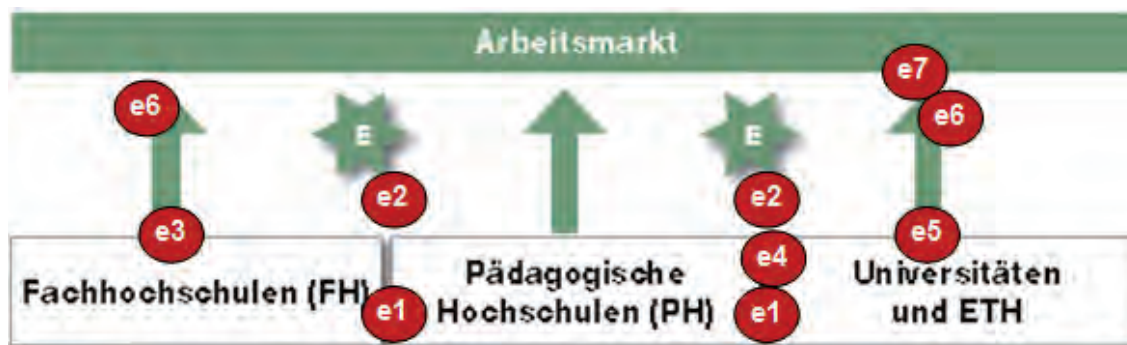 Arbeitsmarkt
e7
e6
E
E
e6
e2
e2
e3
e5
e4
Fachhochschulen (FH)
e1
Pädagogische
Hochschulen (PH)
e1
Universitäten
und ETH